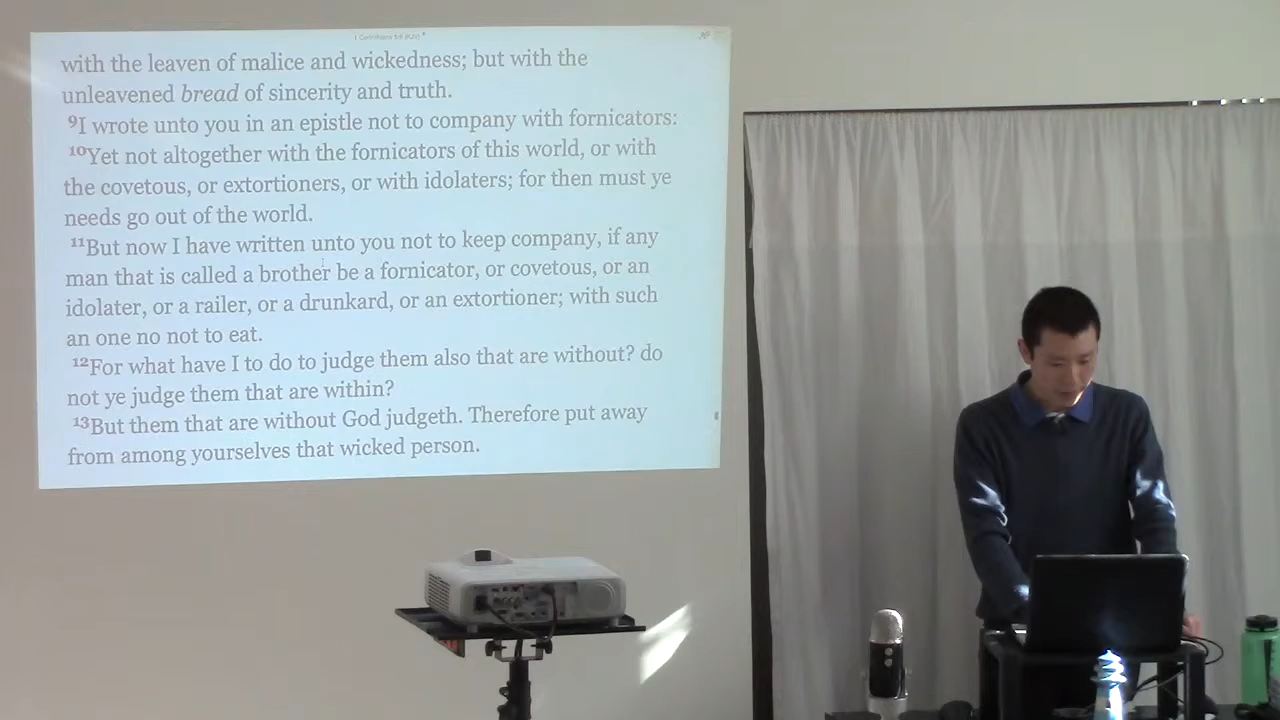 1 Corinthians 5:8 (KJV)
with the leaven of malice and wickedness; but with the
unleavened bread of sincerity and truth.
9I wrote unto you in an epistle not to company with fornicators:
10Yet not altogether with the fornicators of this world, or with
the covetous, or extortioners, or with idolaters; for then must ye
needs go out of the world.
11But now I have written unto you not to keep company, if any
man that is called a brother be a fornicator, or covetous, or an
idolater, or a railer, or a drunkard, or an extortioner; with such
an one no not to eat.
12For what have I to do to judge them also that are without? do
not ye judge them that are within?
13But them that are without God judgeth. Therefore put away
from among yourselves that wicked person.